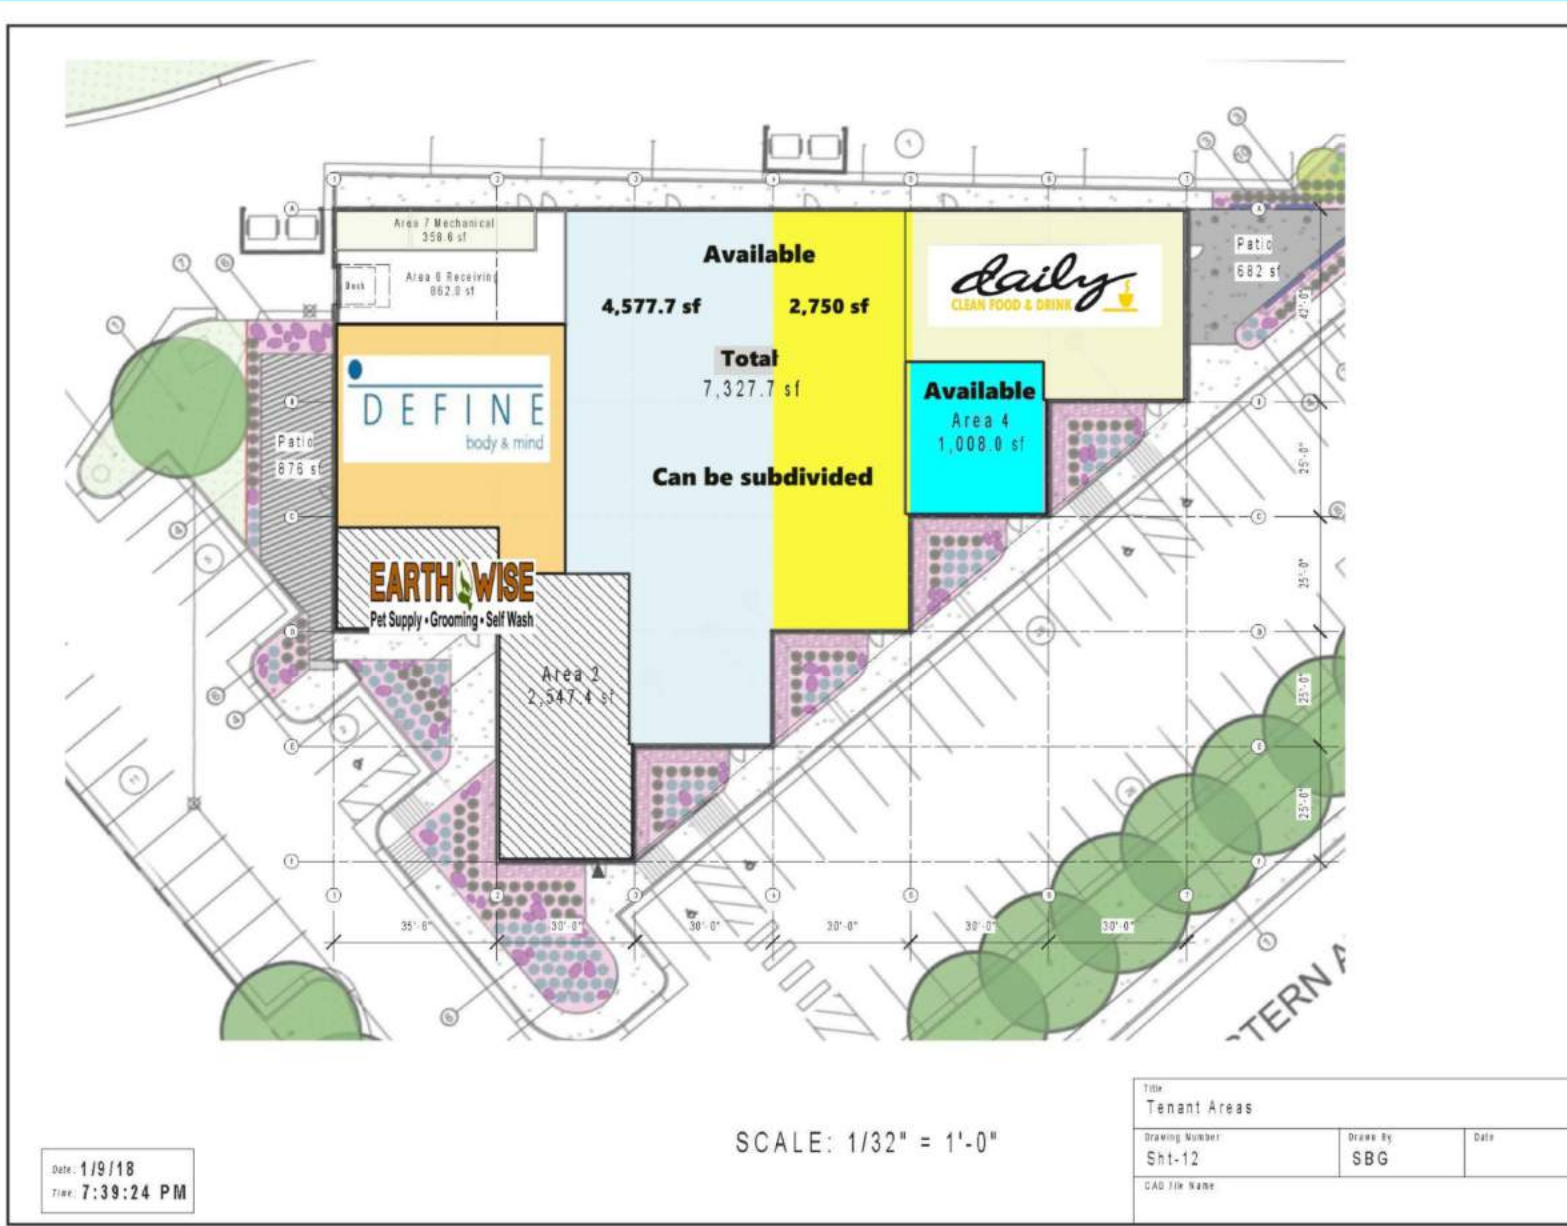 Area 7 Mechanical
358.6 sf
Area 6 Receiving
862.0 sf
Dock
Available
4,577.7 sf
2,750 sf
Total
7,327.7 sf
Can be subdivided
daily
CLEAN FOOD & DRINK
Patio
682 sf
Available
Area 4
1,008.0 sf
DEFINE
body & mind
Patio
876 sf
EARTHWISE
Pet Supply • Grooming • Self Wash
Area 2
2,547.4 sf
42'-0"
25'-0"
25'-0"
25'-0"
25'-0"
30'-0"
30'-0"
30'-0"
30'-0"
30'-0"
SCALE: 1/32" = 1'-0"
Date: 1/9/18
Time: 7:39:24 PM
Title
Tenant Areas
Drawing Number
Sht-12
Drawn By
SBG
Date
CAD File Name